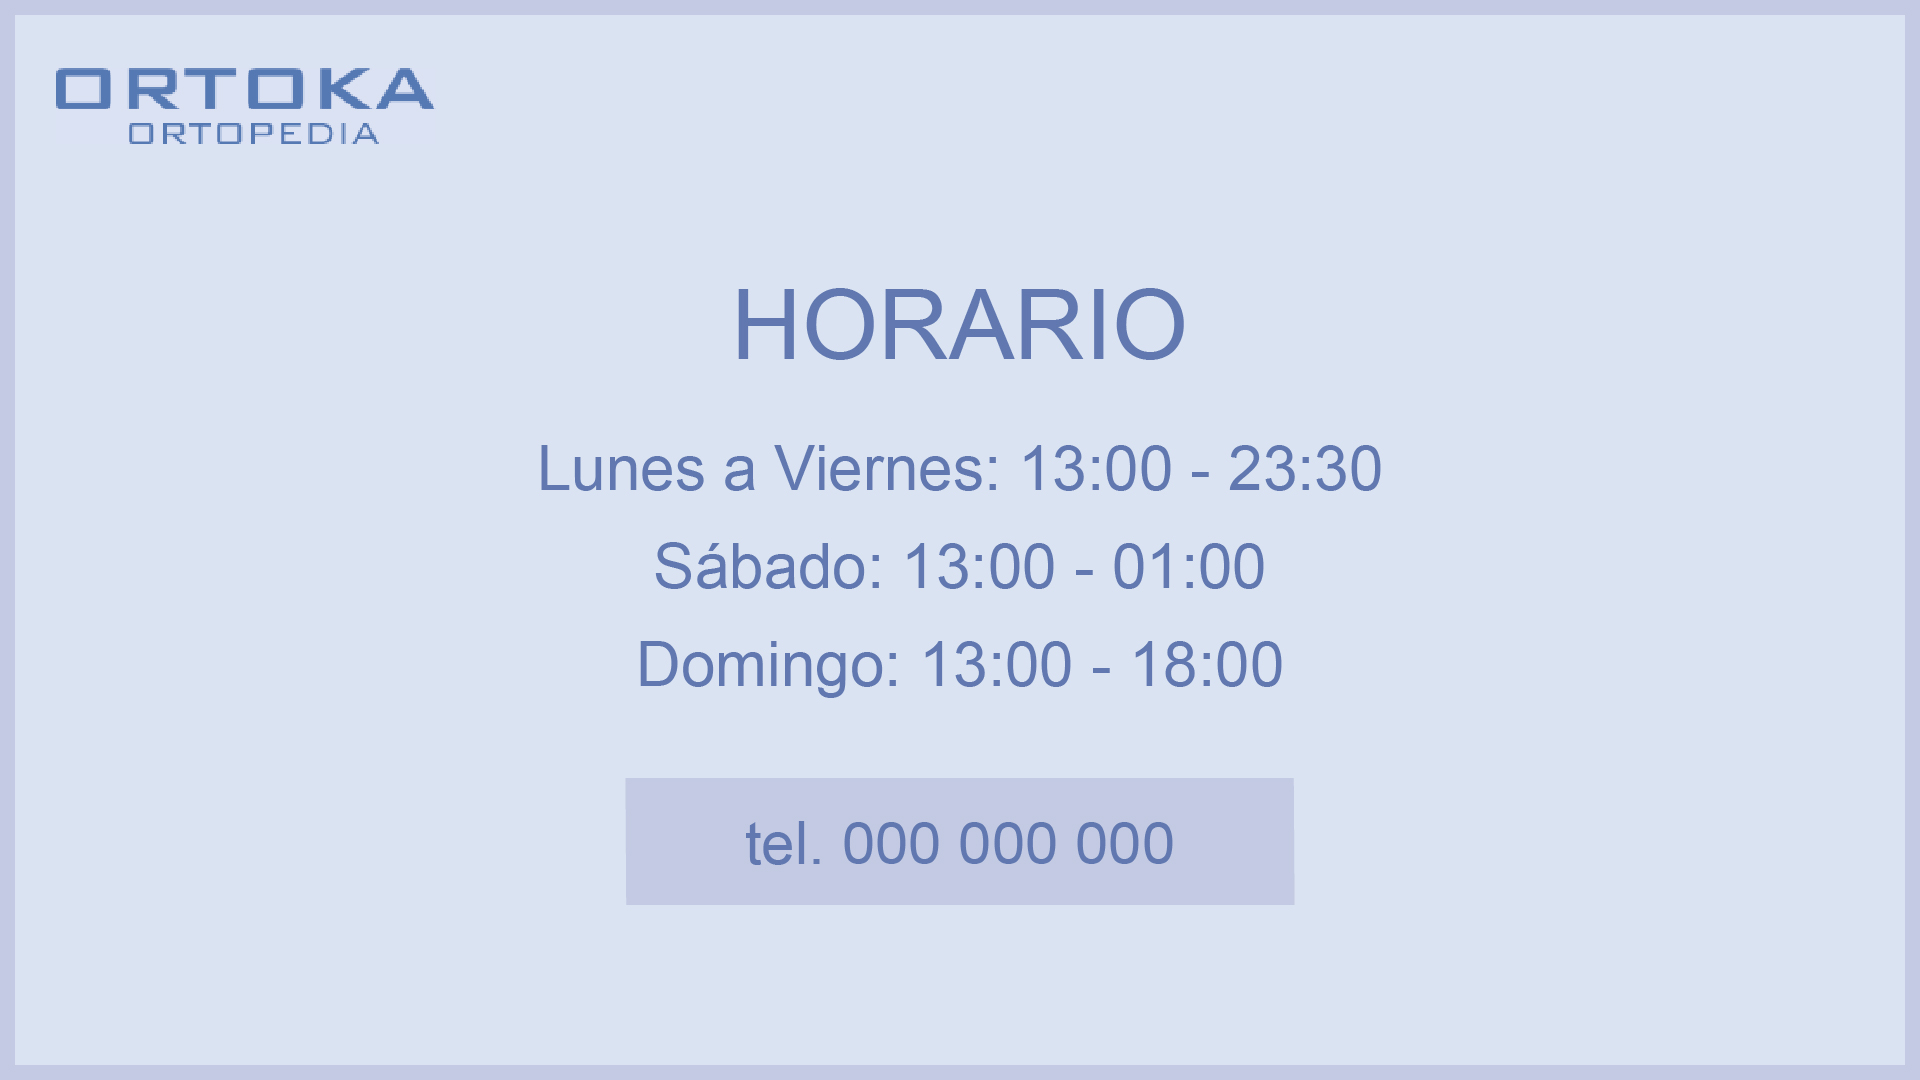 ORTOKA
ORTOPEDIA
HORARIO
Lunes a Viernes: 13:00 - 23:30
Sábado: 13:00 - 01:00
Domingo: 13:00 - 18:00
tel. 000 000 000